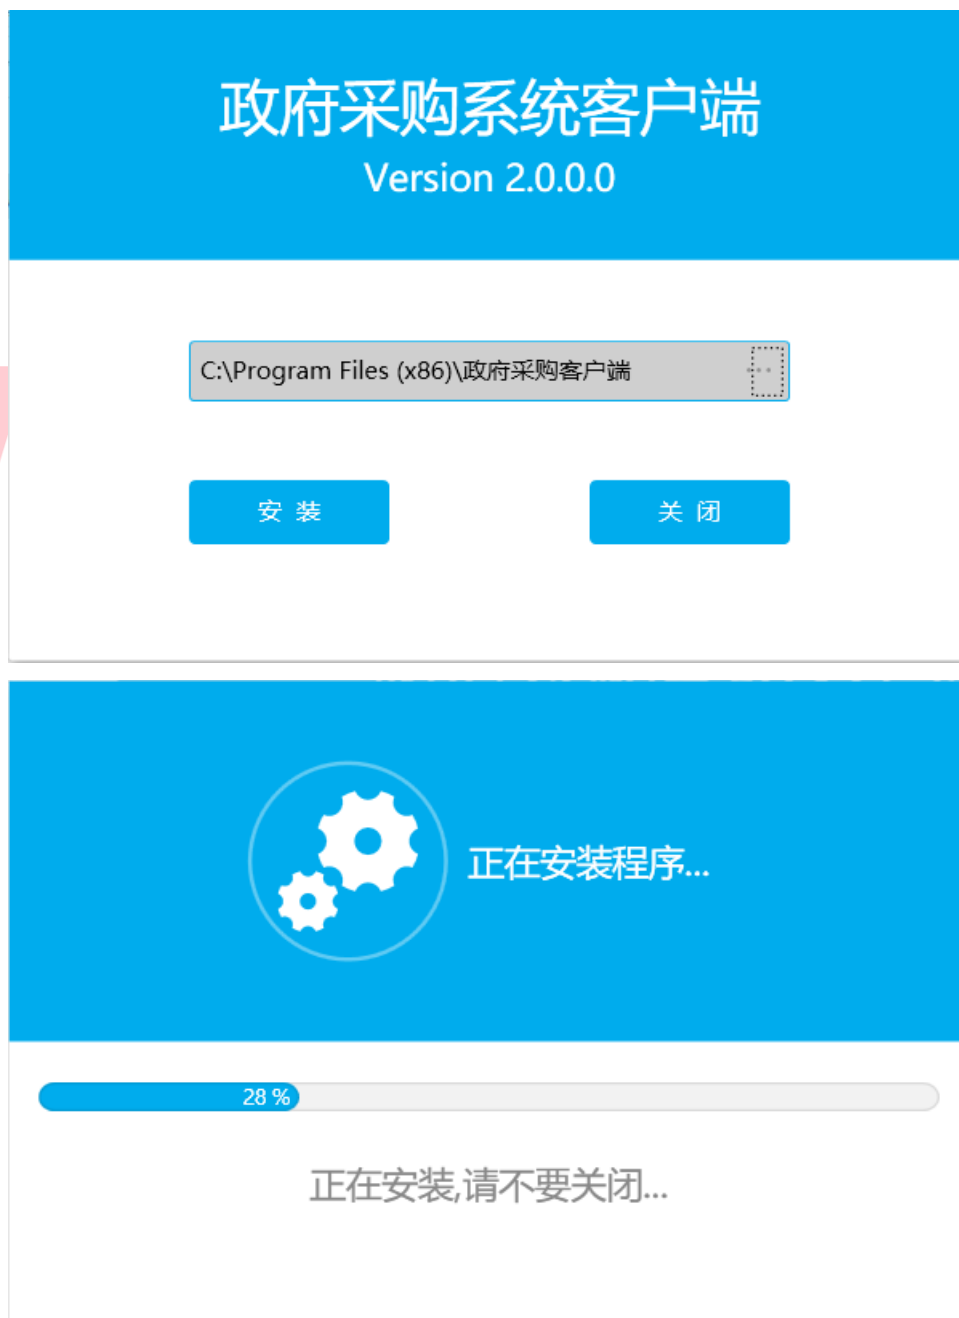 政府采购系统客户端
Version 2.0.0.0
C:\Program Files (x86)\政府采购客户端
安 装
关 闭
正在安装程序...
28 %
正在安装,请不要关闭...